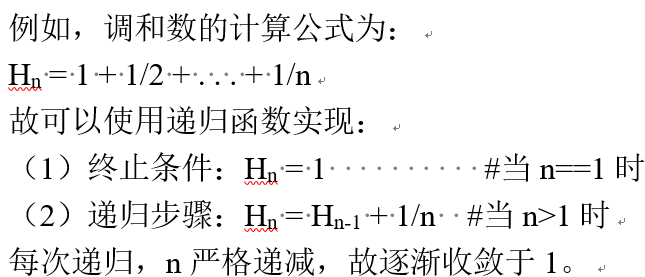 例如，调和数的计算公式为：
Hn = 1 + 1/2 + … + 1/n
故可以使用递归函数实现：
（1）终止条件：Hn = 1          #当 n==1 时
（2）递归步骤：Hn = Hn-1 + 1/n  #当 n>1 时
每次递归，n 严格递减，故逐渐收敛于 1。